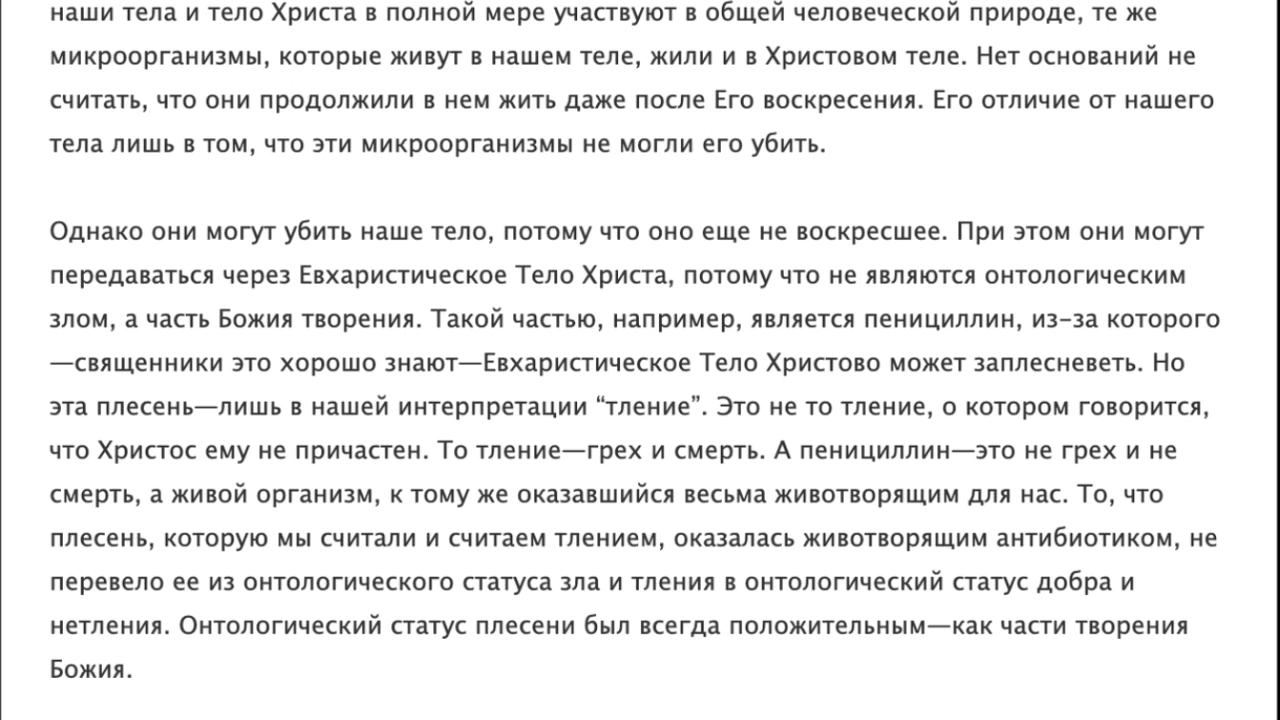 наши тела и тело Христа в полной мере участвуют в общей человеческой природе, те же
микроорганизмы, которые живут в нашем теле, жили и в Христовом теле. Нет оснований не
считать, что они продолжили в нем жить даже после Его воскресения. Его отличие от нашего
тела лишь в том, что эти микроорганизмы не могли его убить.
Однако они могут убить наше тело, потому что оно еще не воскресшее. При этом они могут
передаваться через Евхаристическое Тело Христа, потому что не являются онтологическим
злом, а часть Божия творения. Такой частью, например, является пенициллин, из-за которого
—священники это хорошо знают—Евхаристическое Тело Христово может заплесневеть. Но
эта плесень—лишь в нашей интерпретации “тление”. Это не то тление, о котором говорится,
что Христос ему не причастен. То тление—грех и смерть. А пенициллин—это не грех и не
смерть, а живой организм, к тому же оказавшийся весьма животворящим для нас. То, что
плесень, которую мы считали и считаем тлением, оказалась животворящим антибиотиком, не
перевело ее из онтологического статуса зла и тления в онтологический статус добра и
нетления. Онтологический статус плесени был всегда положительным—как части творения
Божия.